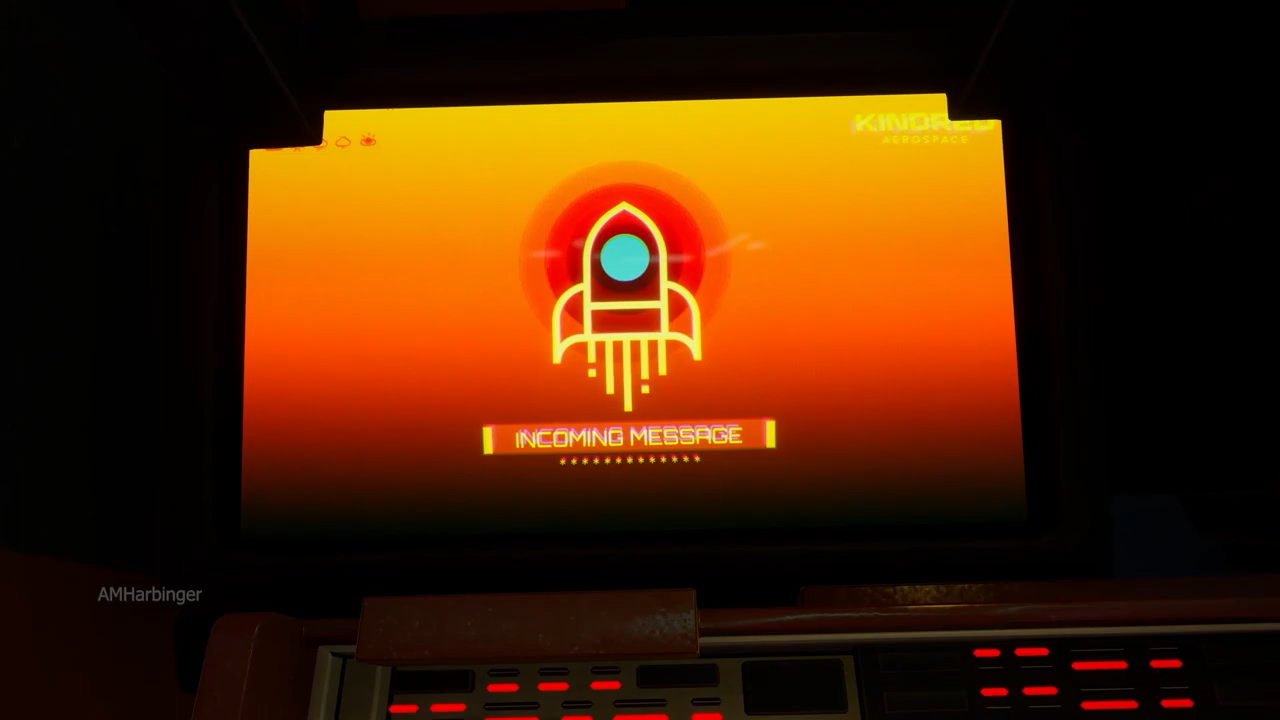 KINDRED
AEROSPACE
INCOMING MESSAGE
************
AMHarbinger